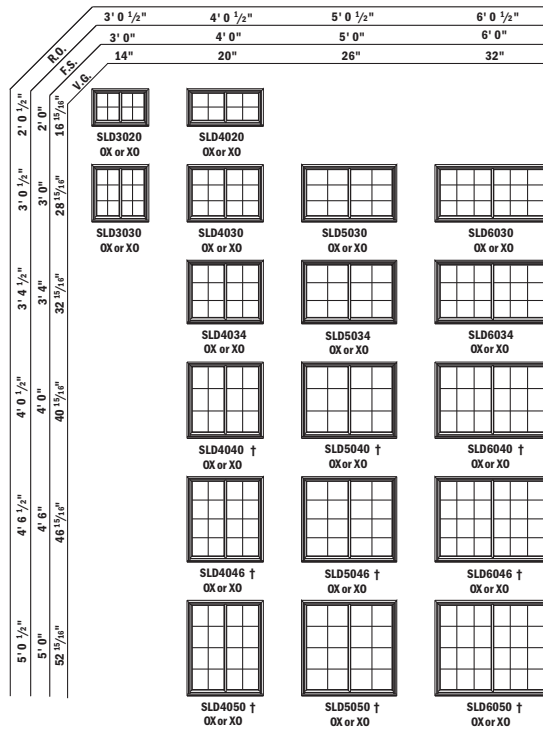 R.O. 3' 0 1/2" 4' 0 1/2" 5' 0 1/2" 6' 0 1/2"
F.S. 3' 0" 4' 0" 5' 0" 6' 0"
V.G. 14" 20" 26" 32"
2' 0 1/2" 2' 0" 16 15/16"
SLD3020 SLD4020
OX or XO OX or XO
3' 0 1/2" 3' 0" 28 15/16"
SLD3030 SLD4030 SLD5030 SLD6030
OX or XO OX or XO OX or XO OX or XO
3' 4 1/2" 3' 4" 32 15/16"
SLD4034 SLD5034 SLD6034
OX or XO OX or XO OX or XO
4' 0 1/2" 4' 0" 40 15/16"
SLD4040 † SLD5040 † SLD6040 †
OX or XO OX or XO OX or XO
4' 6 1/2" 4' 6" 46 15/16"
SLD4046 † SLD5046 † SLD6046 †
OX or XO OX or XO OX or XO
5' 0 1/2" 5' 0" 52 15/16"
SLD4050 † SLD5050 † SLD6050 †
OX or XO OX or XO OX or XO